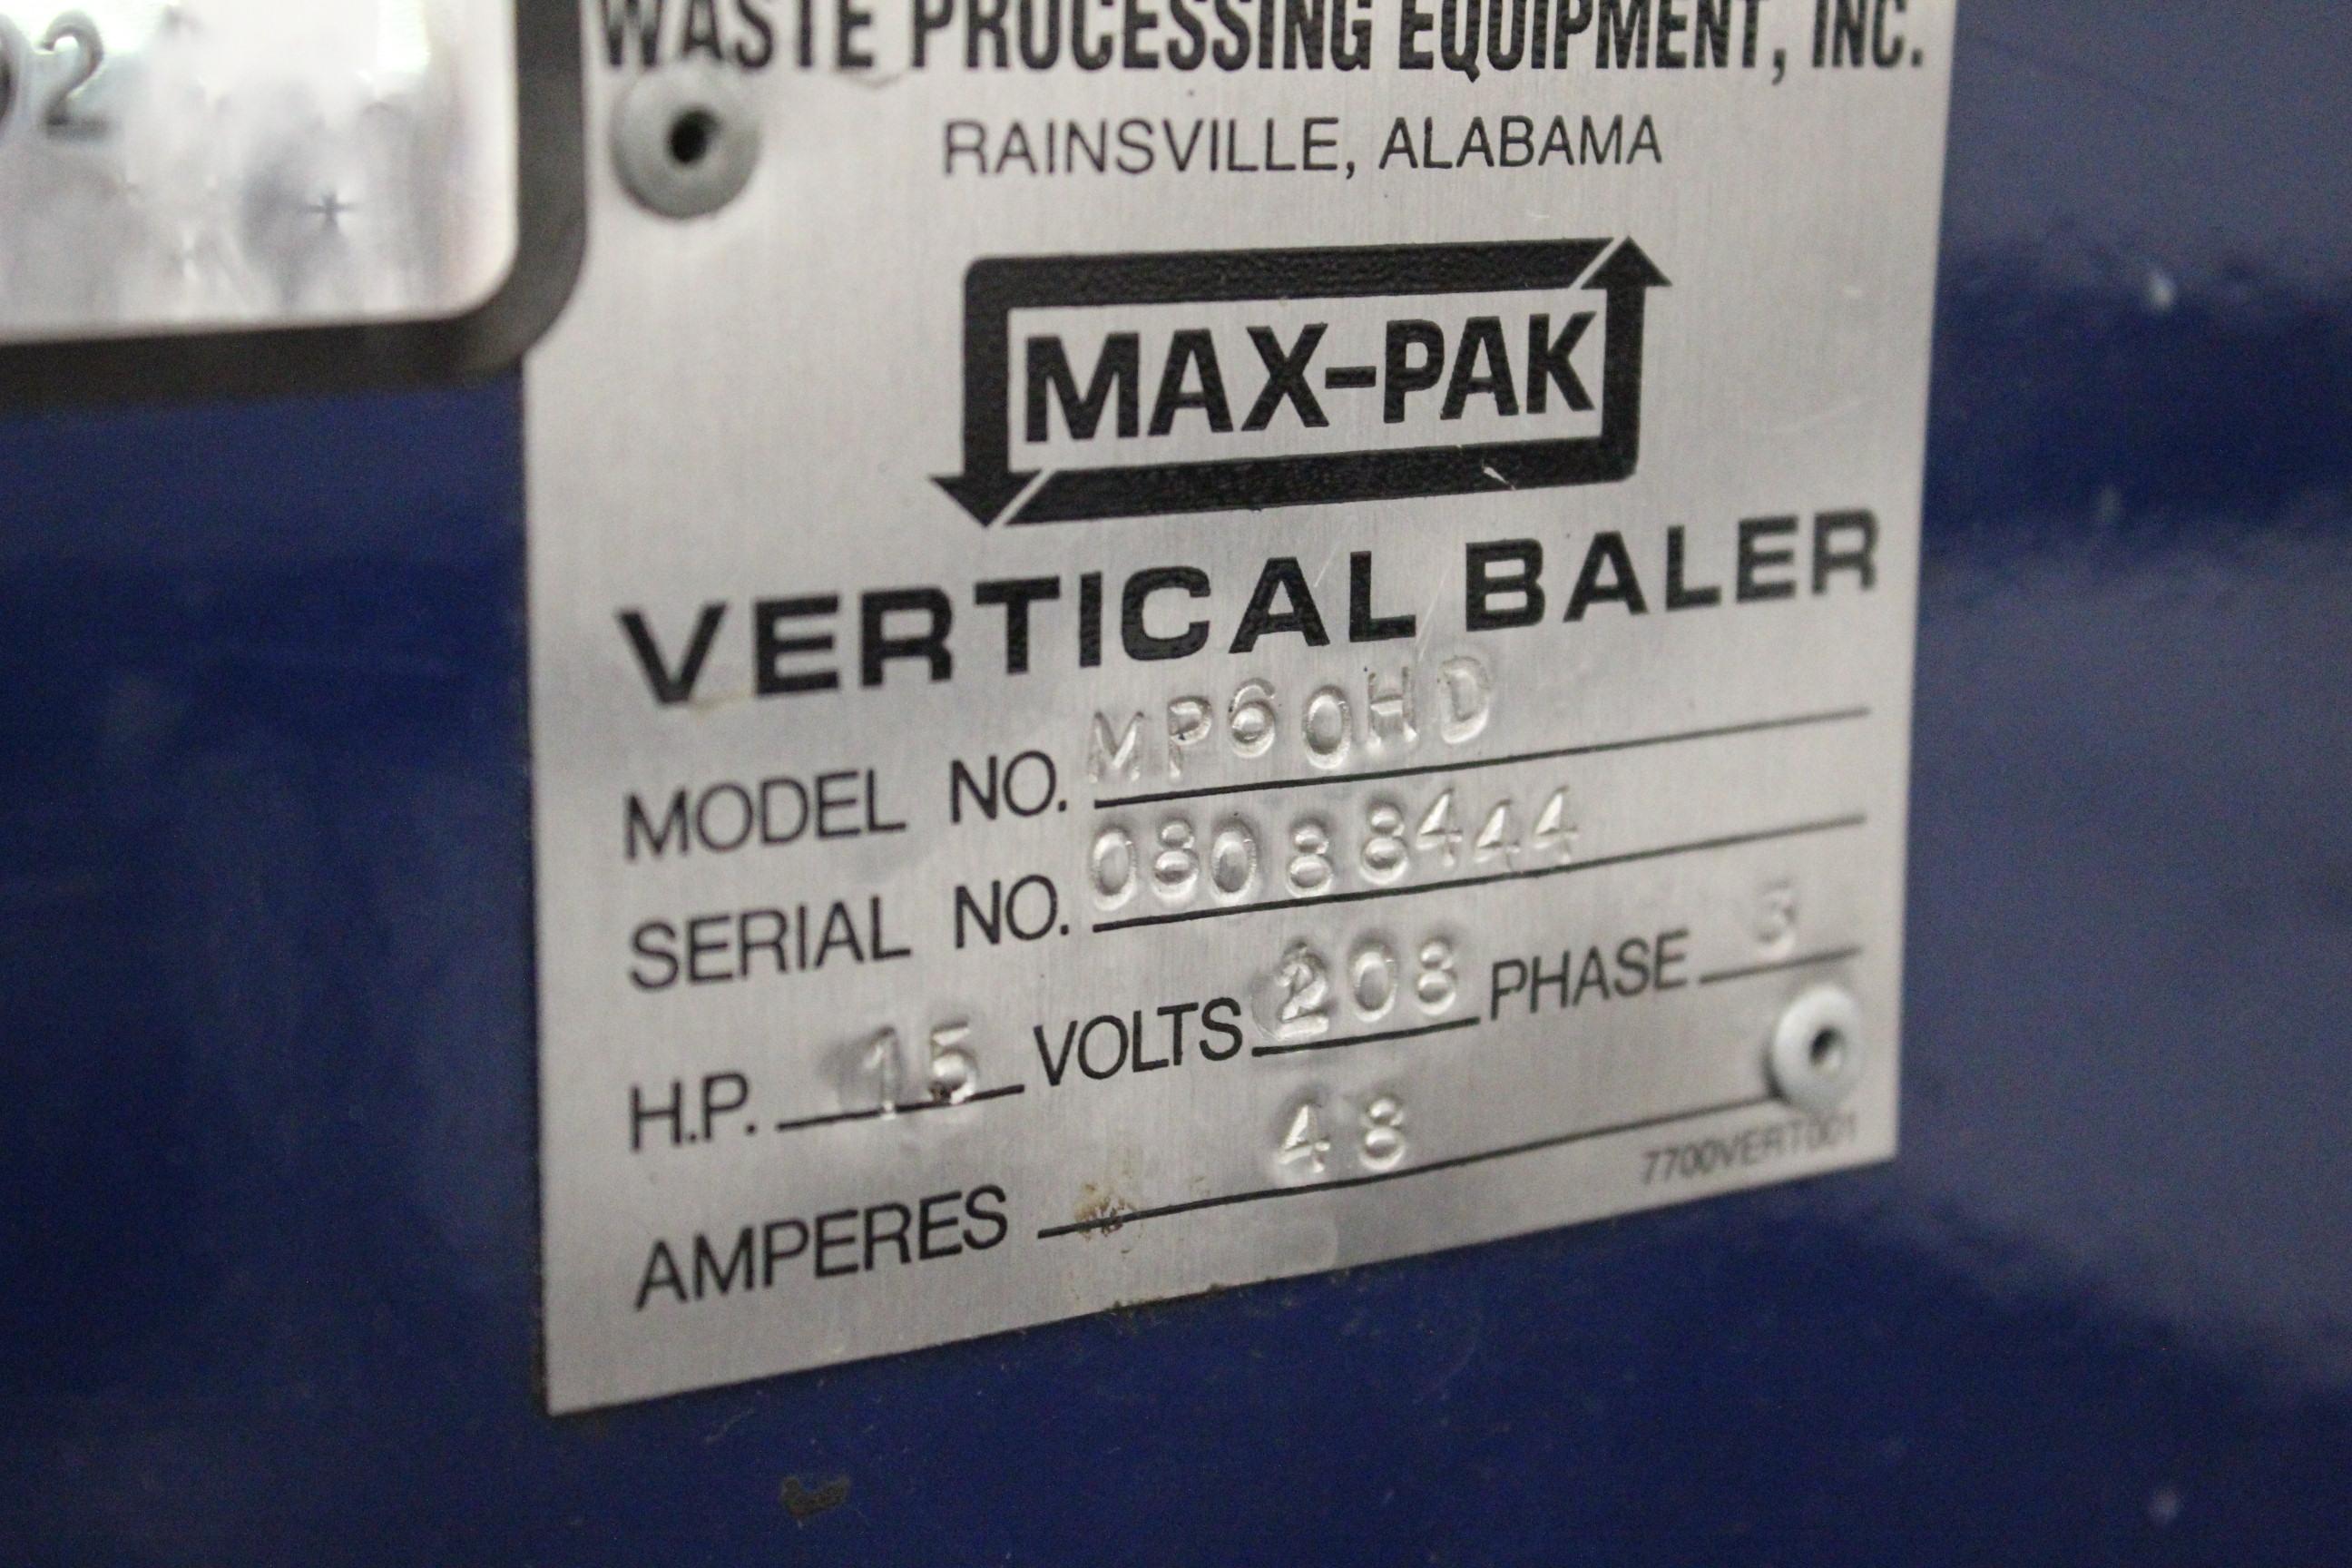 02
WASTE PROCESSING EQUIPMENT, INC.
RAINSVILLE, ALABAMA
MAX-PAK
VERTICAL BALER
MODEL NO. MP60HD
SERIAL NO. 08088444
H.P. 15 VOLTS 208 PHASE 3
AMPERES 48
7700VERT001